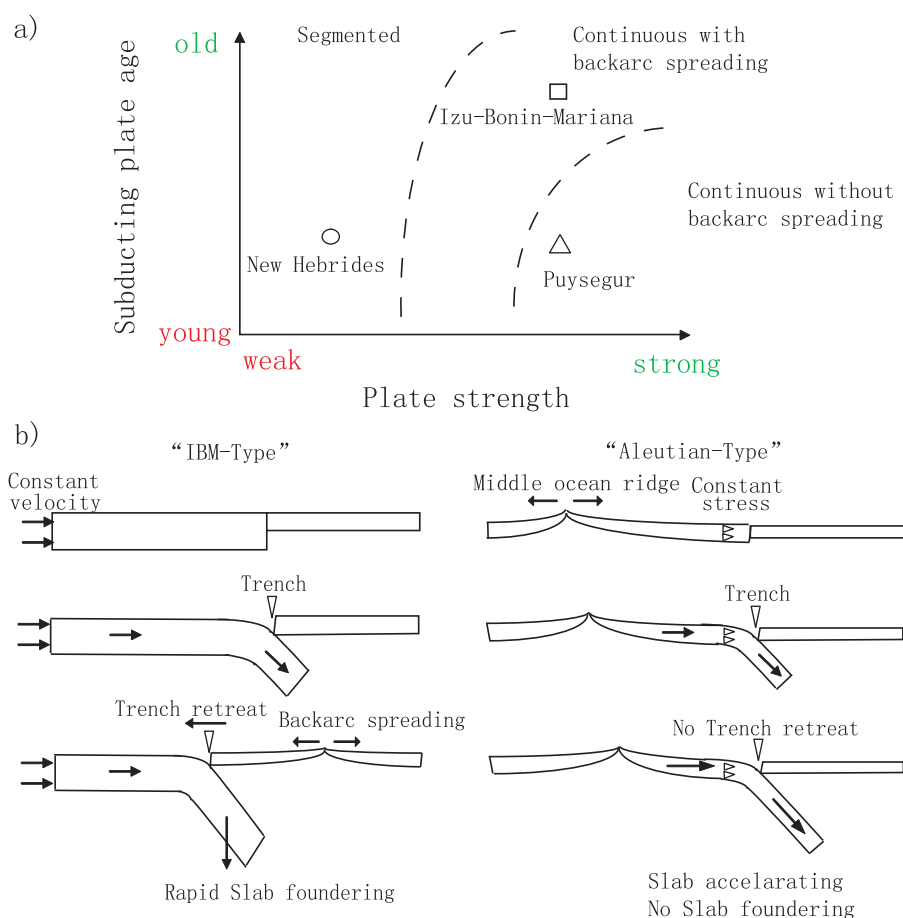 a)
old
Segmented
Continuous with
backarc spreading
Izu-Bonin-Mariana
Subducting plate age
Continuous without
backarc spreading
New Hebrides
Puysegur
young
weak
strong
Plate strength
b)
“IBM-Type”
“Aleutian-Type”
Constant
velocity
Middle ocean ridge
Constant
stress
Trench
Trench
Trench retreat
Backarc spreading
No Trench retreat
Rapid Slab foundering
Slab accelarating
No Slab foundering